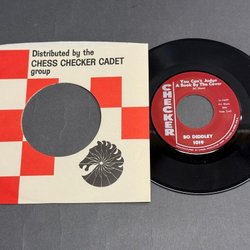 Distributed by the
CHESS CHECKER CADET
group
You Can't Judge
A Book By The Cover
CHECKER
BO DIDDLEY
1019